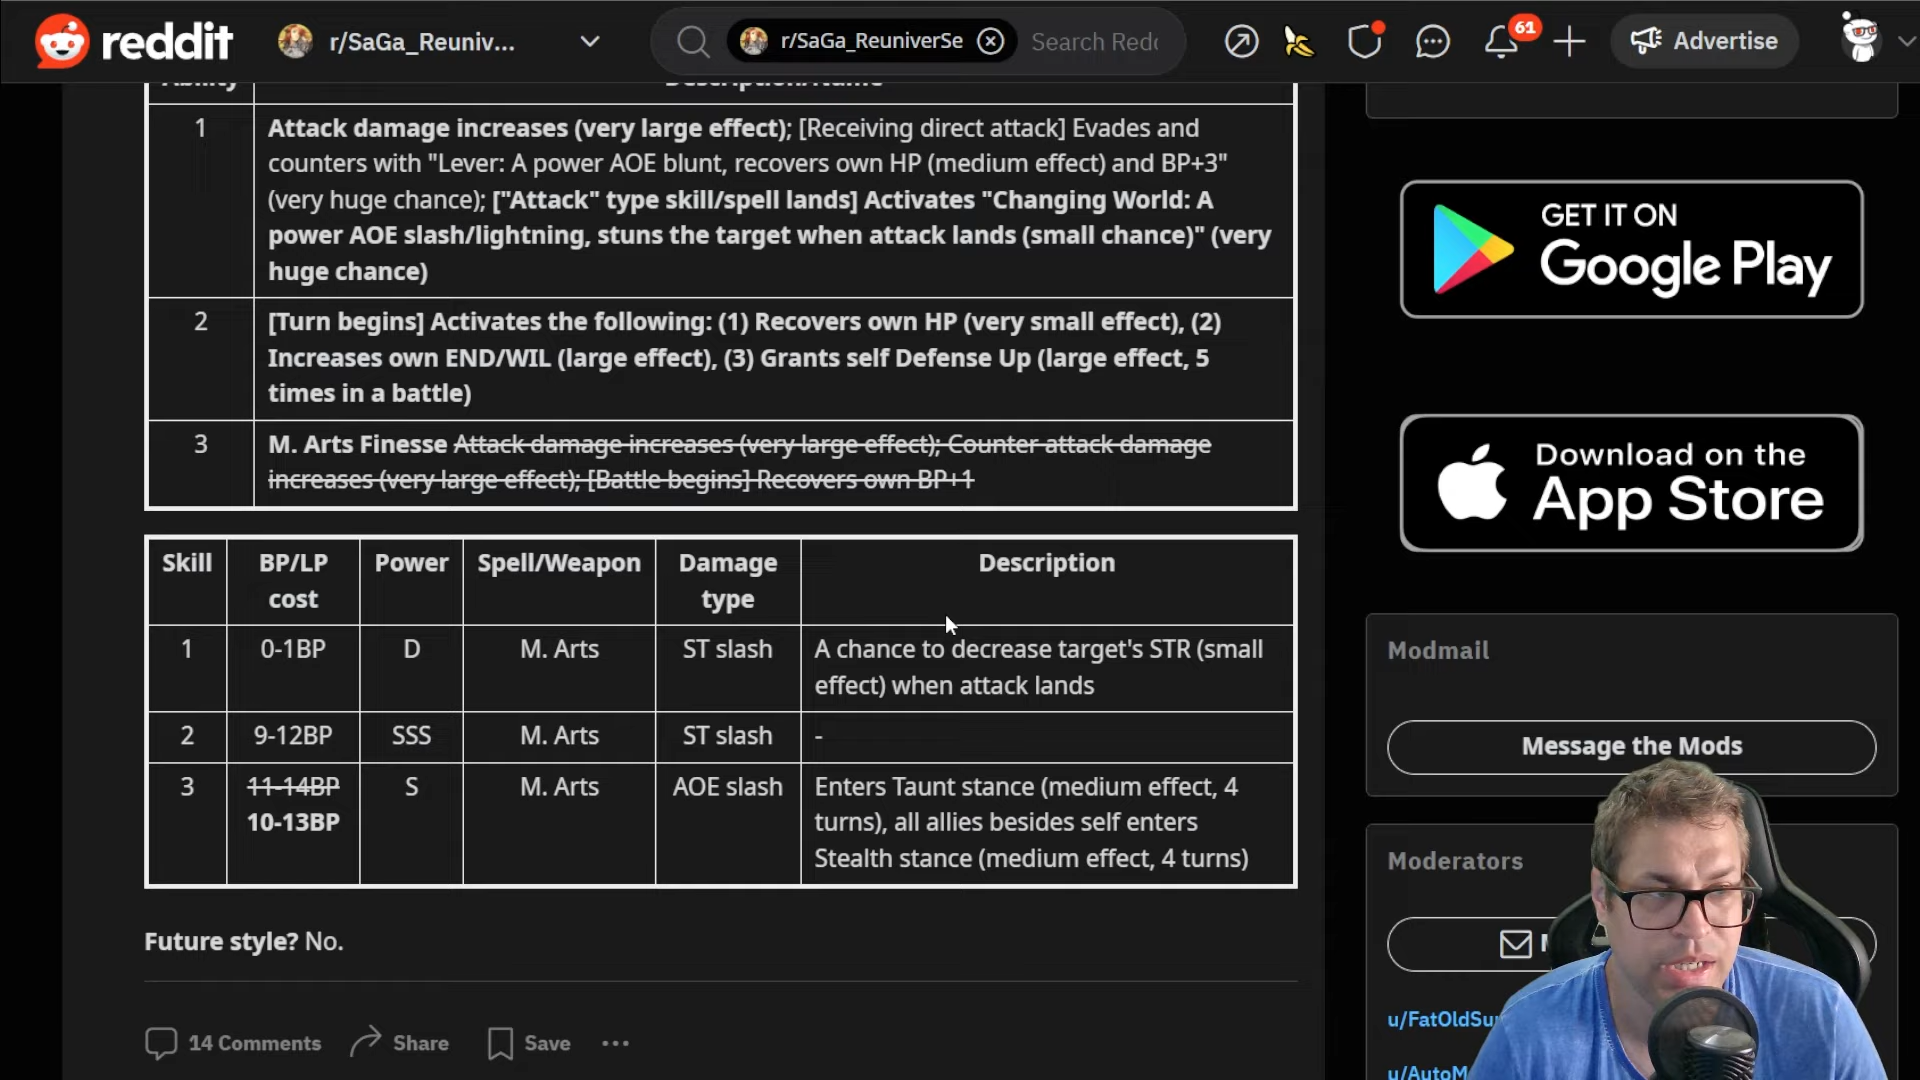 reddit
r/SaGa_Reuniv...
r/SaGa_ReuniverSe
61
Advertise
Ability
Description/Name
1
Attack damage increases (very large effect); [Receiving direct attack] Evades and
counters with "Lever: A power AOE blunt, recovers own HP (medium effect) and BP+3"
(very huge chance); ["Attack" type skill/spell lands] Activates "Changing World: A
power AOE slash/lightning, stuns the target when attack lands (small chance)" (very
huge chance)
2
[Turn begins] Activates the following: (1) Recovers own HP (very small effect), (2)
Increases own END/WIL (large effect), (3) Grants self Defense Up (large effect, 5
times in a battle)
3
M. Arts Finesse Attack damage increases (very large effect); Counter attack damage
increases (very large effect); [Battle begins] Recovers own BP+1
Skill
BP/LP
cost
Power
Spell/Weapon
Damage
type
Description
1
0-1BP
D
M. Arts
ST slash
A chance to decrease target's STR (small
effect) when attack lands
2
9-12BP
SSS
M. Arts
ST slash
-
3
11-14BP
10-13BP
S
M. Arts
AOE slash
Enters Taunt stance (medium effect, 4
turns), all allies besides self enters
Stealth stance (medium effect, 4 turns)
Future style? No.
14 Comments
Share
Save
GET IT ON
Google Play
Download on the
App Store
Modmail
Message the Mods
Moderators